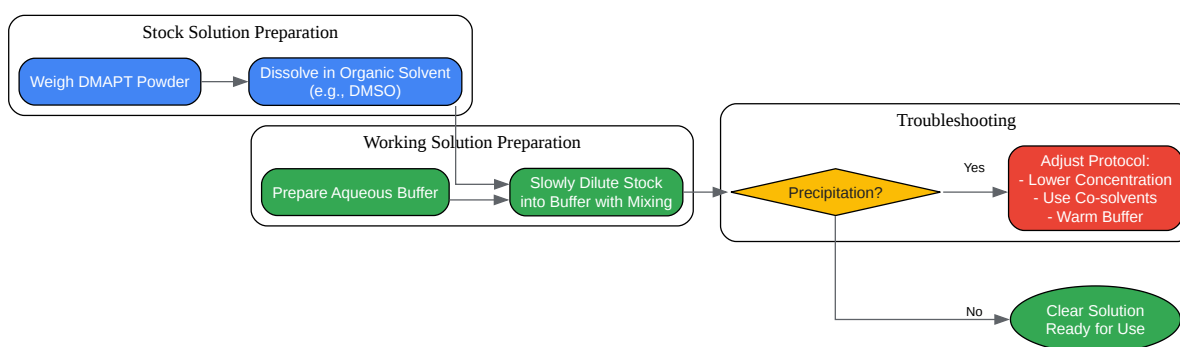 Stock Solution Preparation
Weigh DMAPT Powder
Dissolve in Organic Solvent
(e.g., DMSO)
Working Solution Preparation
Prepare Aqueous Buffer
Slowly Dilute Stock
into Buffer with Mixing
Troubleshooting
Precipitation?
Yes
Adjust Protocol:
- Lower Concentration
- Use Co-solvents
- Warm Buffer
No
Clear Solution
Ready for Use